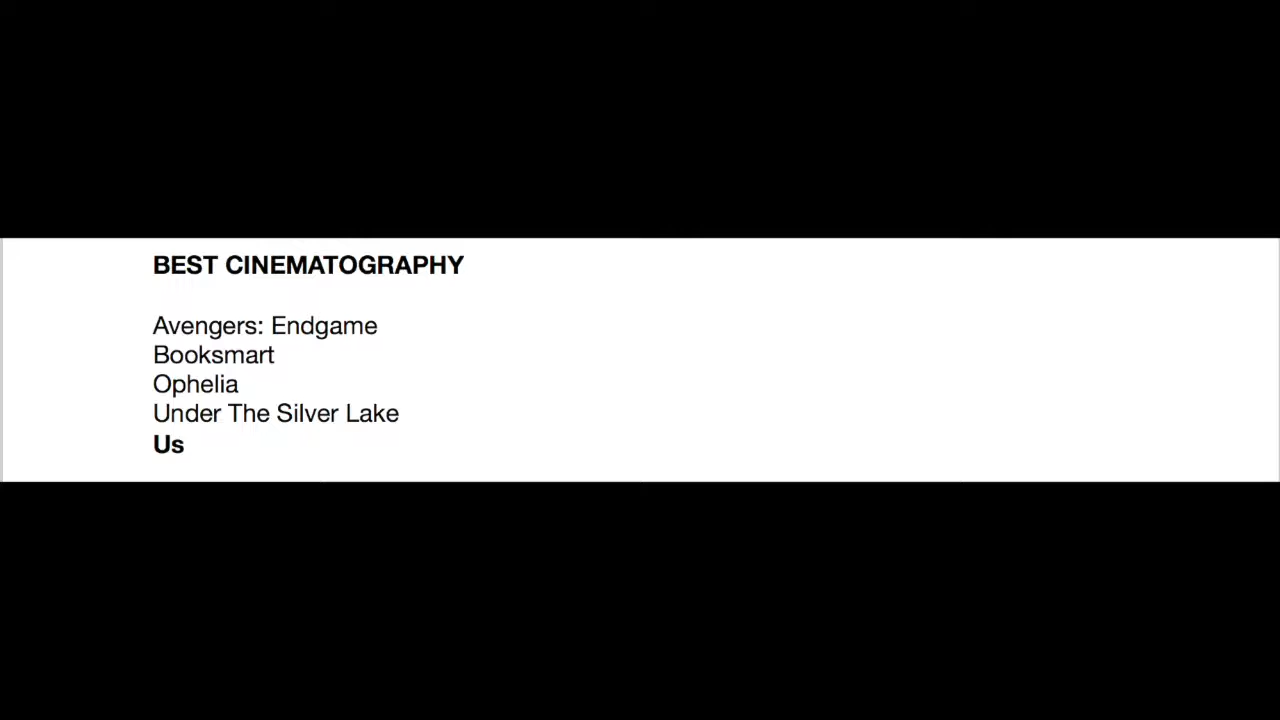 BEST CINEMATOGRAPHY
Avengers: Endgame
Booksmart
Ophelia
Under The Silver Lake
Us